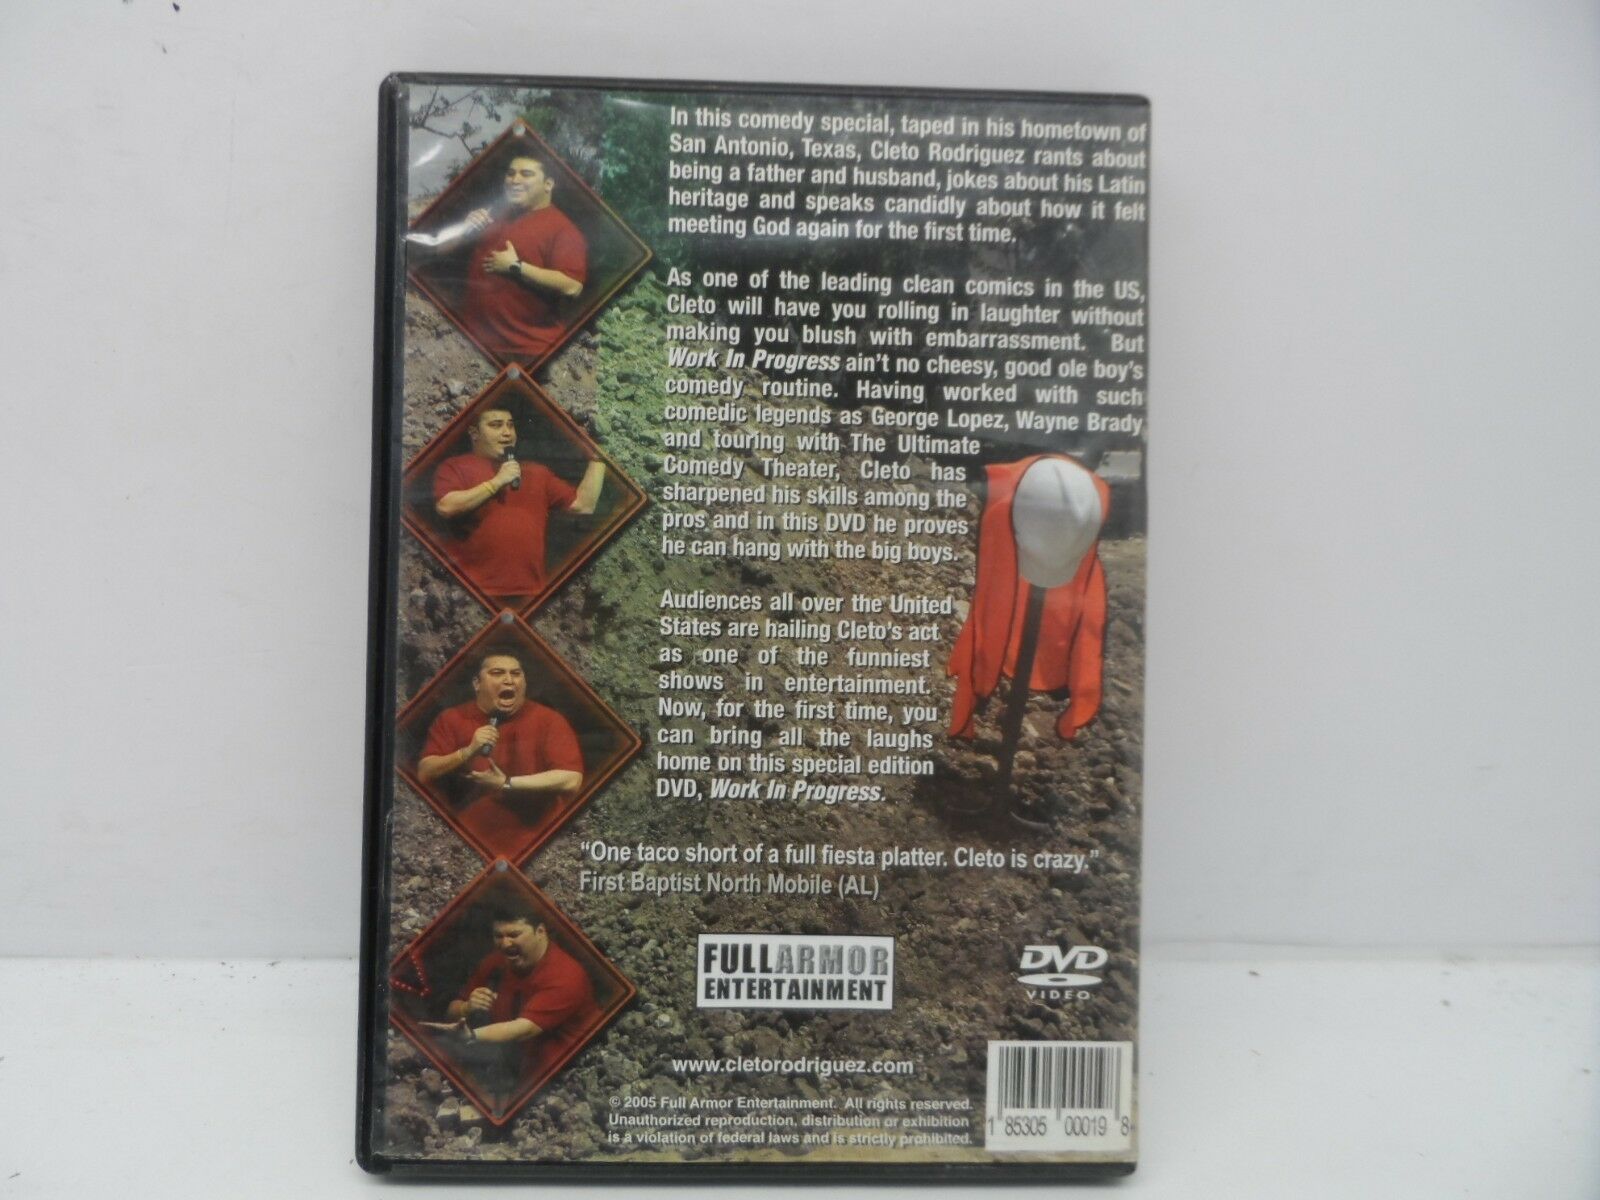 In this comedy special, taped in his hometown of
San Antonio, Texas, Cleto Rodriguez rants about
being a father and husband, jokes about his Latin
heritage and speaks candidly about how it felt
meeting God again for the first time.
As one of the leading clean comics in the US,
Cleto will have you rolling in laughter without
making you blush with embarrassment. But
Work In Progress ain't no cheesy, good ole boy's
comedy routine. Having worked with such
comedic legends as George Lopez, Wayne Brady
and touring with The Ultimate
Comedy Theater, Cleto has
sharpened his skills among the
pros and in this DVD he proves
he can hang with the big boys.
Audiences all over the United
States are hailing Cleto's act
as one of the funniest
shows in entertainment.
Now, for the first time, you
can bring all the laughs
home on this special edition
DVD, Work In Progress.
"One taco short of a full fiesta platter. Cleto is crazy."
First Baptist North Mobile (AL)
FULLARMOR
ENTERTAINMENT
DVD
VIDEO
www.cletorodriguez.com
© 2005 Full Armor Entertainment. All rights reserved.
Unauthorized reproduction, distribution or exhibition
is a violation of federal laws and is strictly prohibited.
1 85305 00019 8